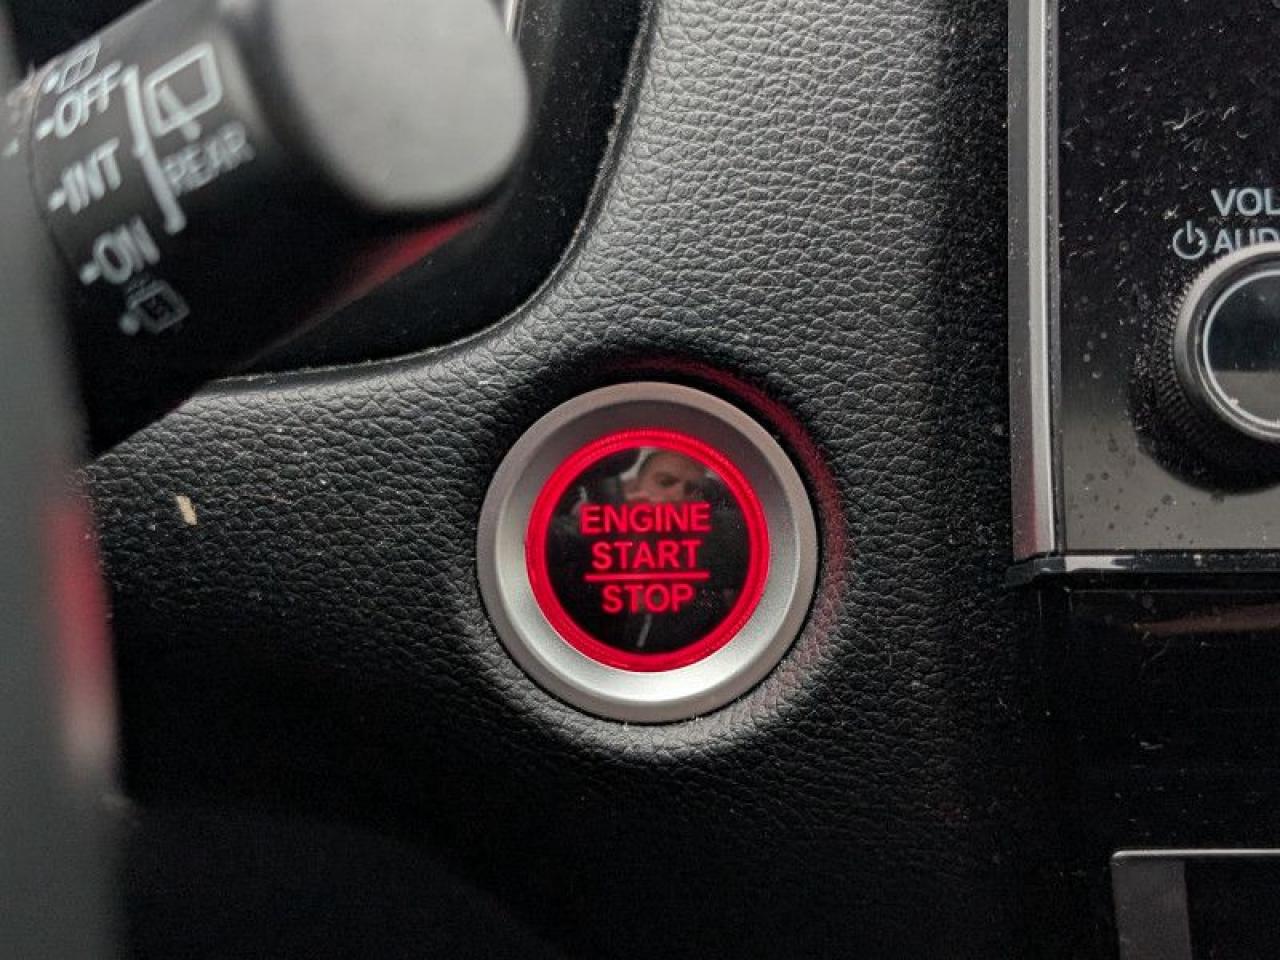 -OFF
-INT
-ON
REAR
VOL
ENGINE
START
STOP